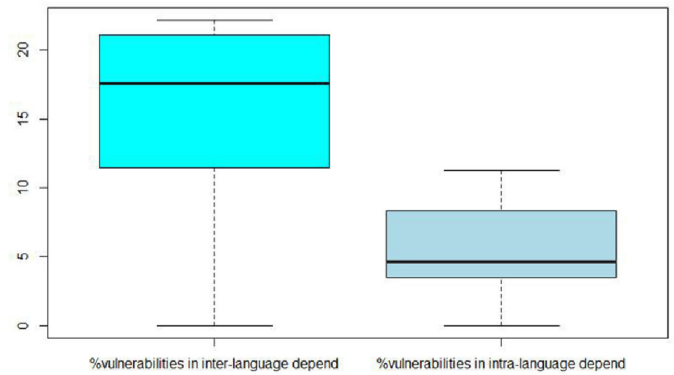 20
15
10
5
0
%vulnerabilities in inter-language depend
%vulnerabilities in intra-language depend